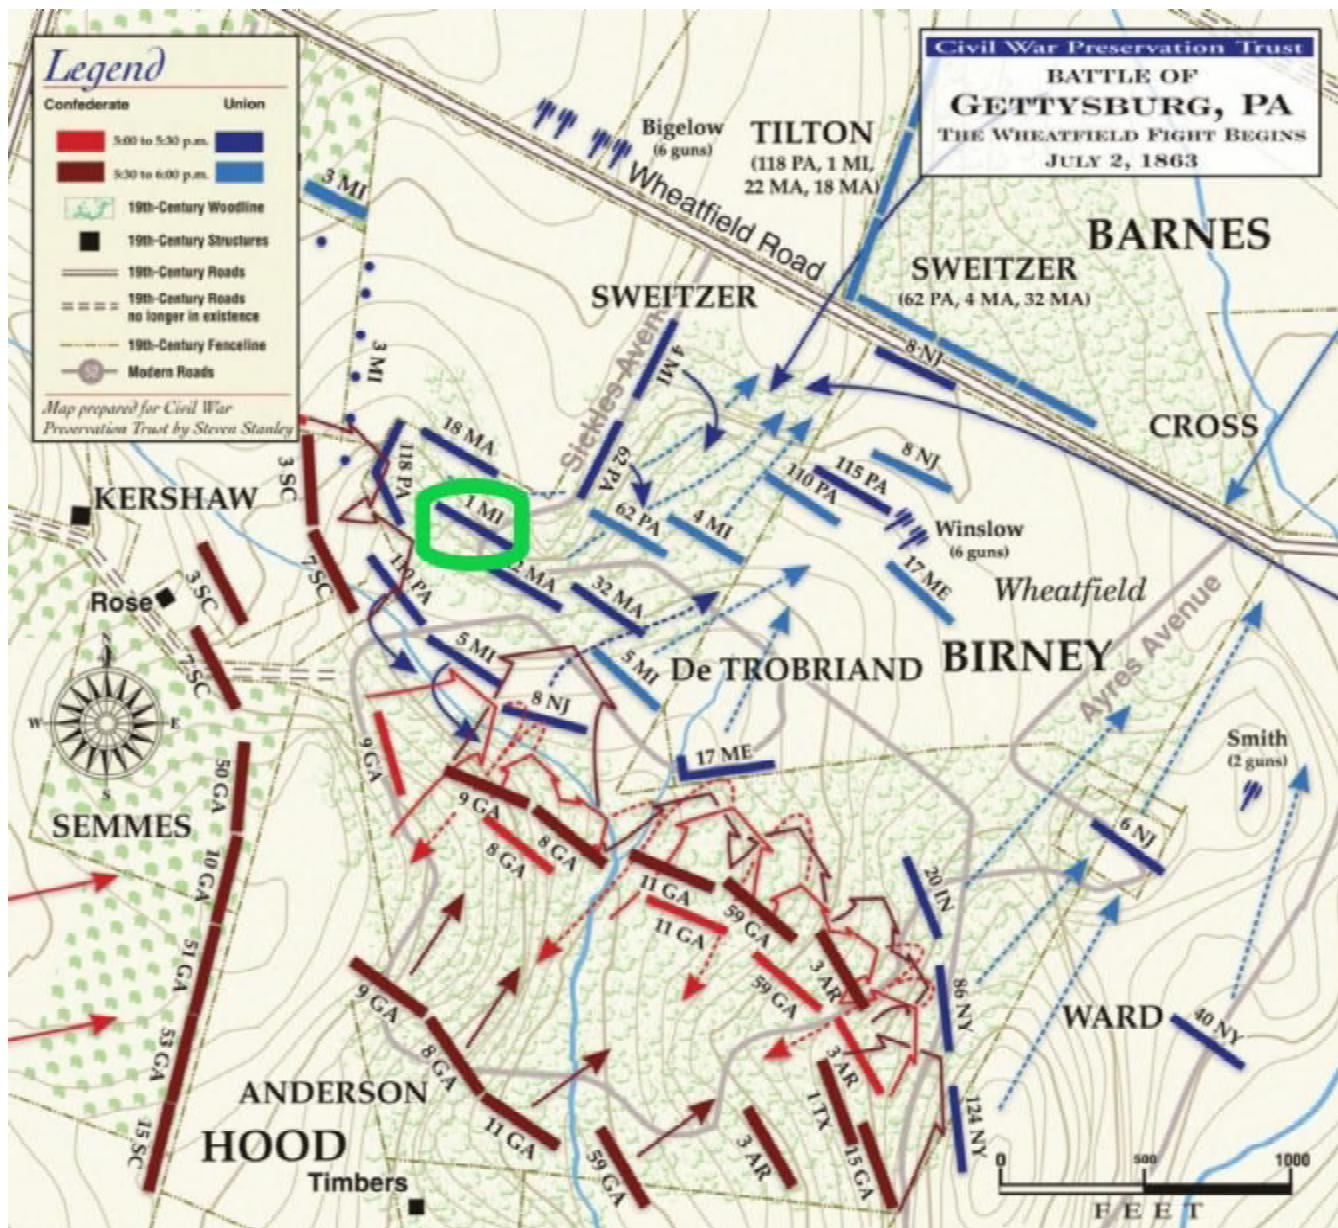 Legend
Confederate Union
5:00 to 5:30 p.m.
5:30 to 6:00 p.m.
19th-Century Woodline
19th-Century Structures
19th-Century Roads
19th-Century Roads
no longer in existence
19th-Century Fenceline
Modern Roads
Map prepared for Civil War
Preservation Trust by Steven Stanley
Civil War Preservation Trust
BATTLE OF
GETTYSBURG, PA
THE WHEATFIELD FIGHT BEGINS
JULY 2, 1863
Bigelow
(6 guns)
TILTON
(118 PA, 1 MI,
22 MA, 18 MA)
Wheatfield Road
BARNES
SWEITZER
(62 PA, 4 MA, 32 MA)
3 MI
SWEITZER
Sickles Aven
3 MI
4 MI
8 NJ
CROSS
18 MA
118 PA
62 PA
1 MI
3 SC
KERSHAW
8 NJ
115 PA
110 PA
62 PA
4 MI
Winslow
(6 guns)
7 SC
3 SC
Rose
2 MA
32 MA
17 ME
Wheatfield
110 PA
5 MI
5 MI
De TROBRIAND
BIRNEY
Ayres Avenue
7 SC
N
W
E
S
8 NJ
17 ME
Smith
(2 guns)
9 GA
50 GA
SEMMES
9 GA
8 GA
8 GA
6 NJ
10 GA
11 GA
11 GA
59 GA
20 IN
51 GA
59 GA
3 AR
86 NY
9 GA
WARD
40 NY
53 GA
8 GA
3 AR
ANDERSON
HOOD
11 GA
1 TX
124 NY
15 SC
59 GA
3 AR
15 GA
Timbers
0 500 1000
FEET